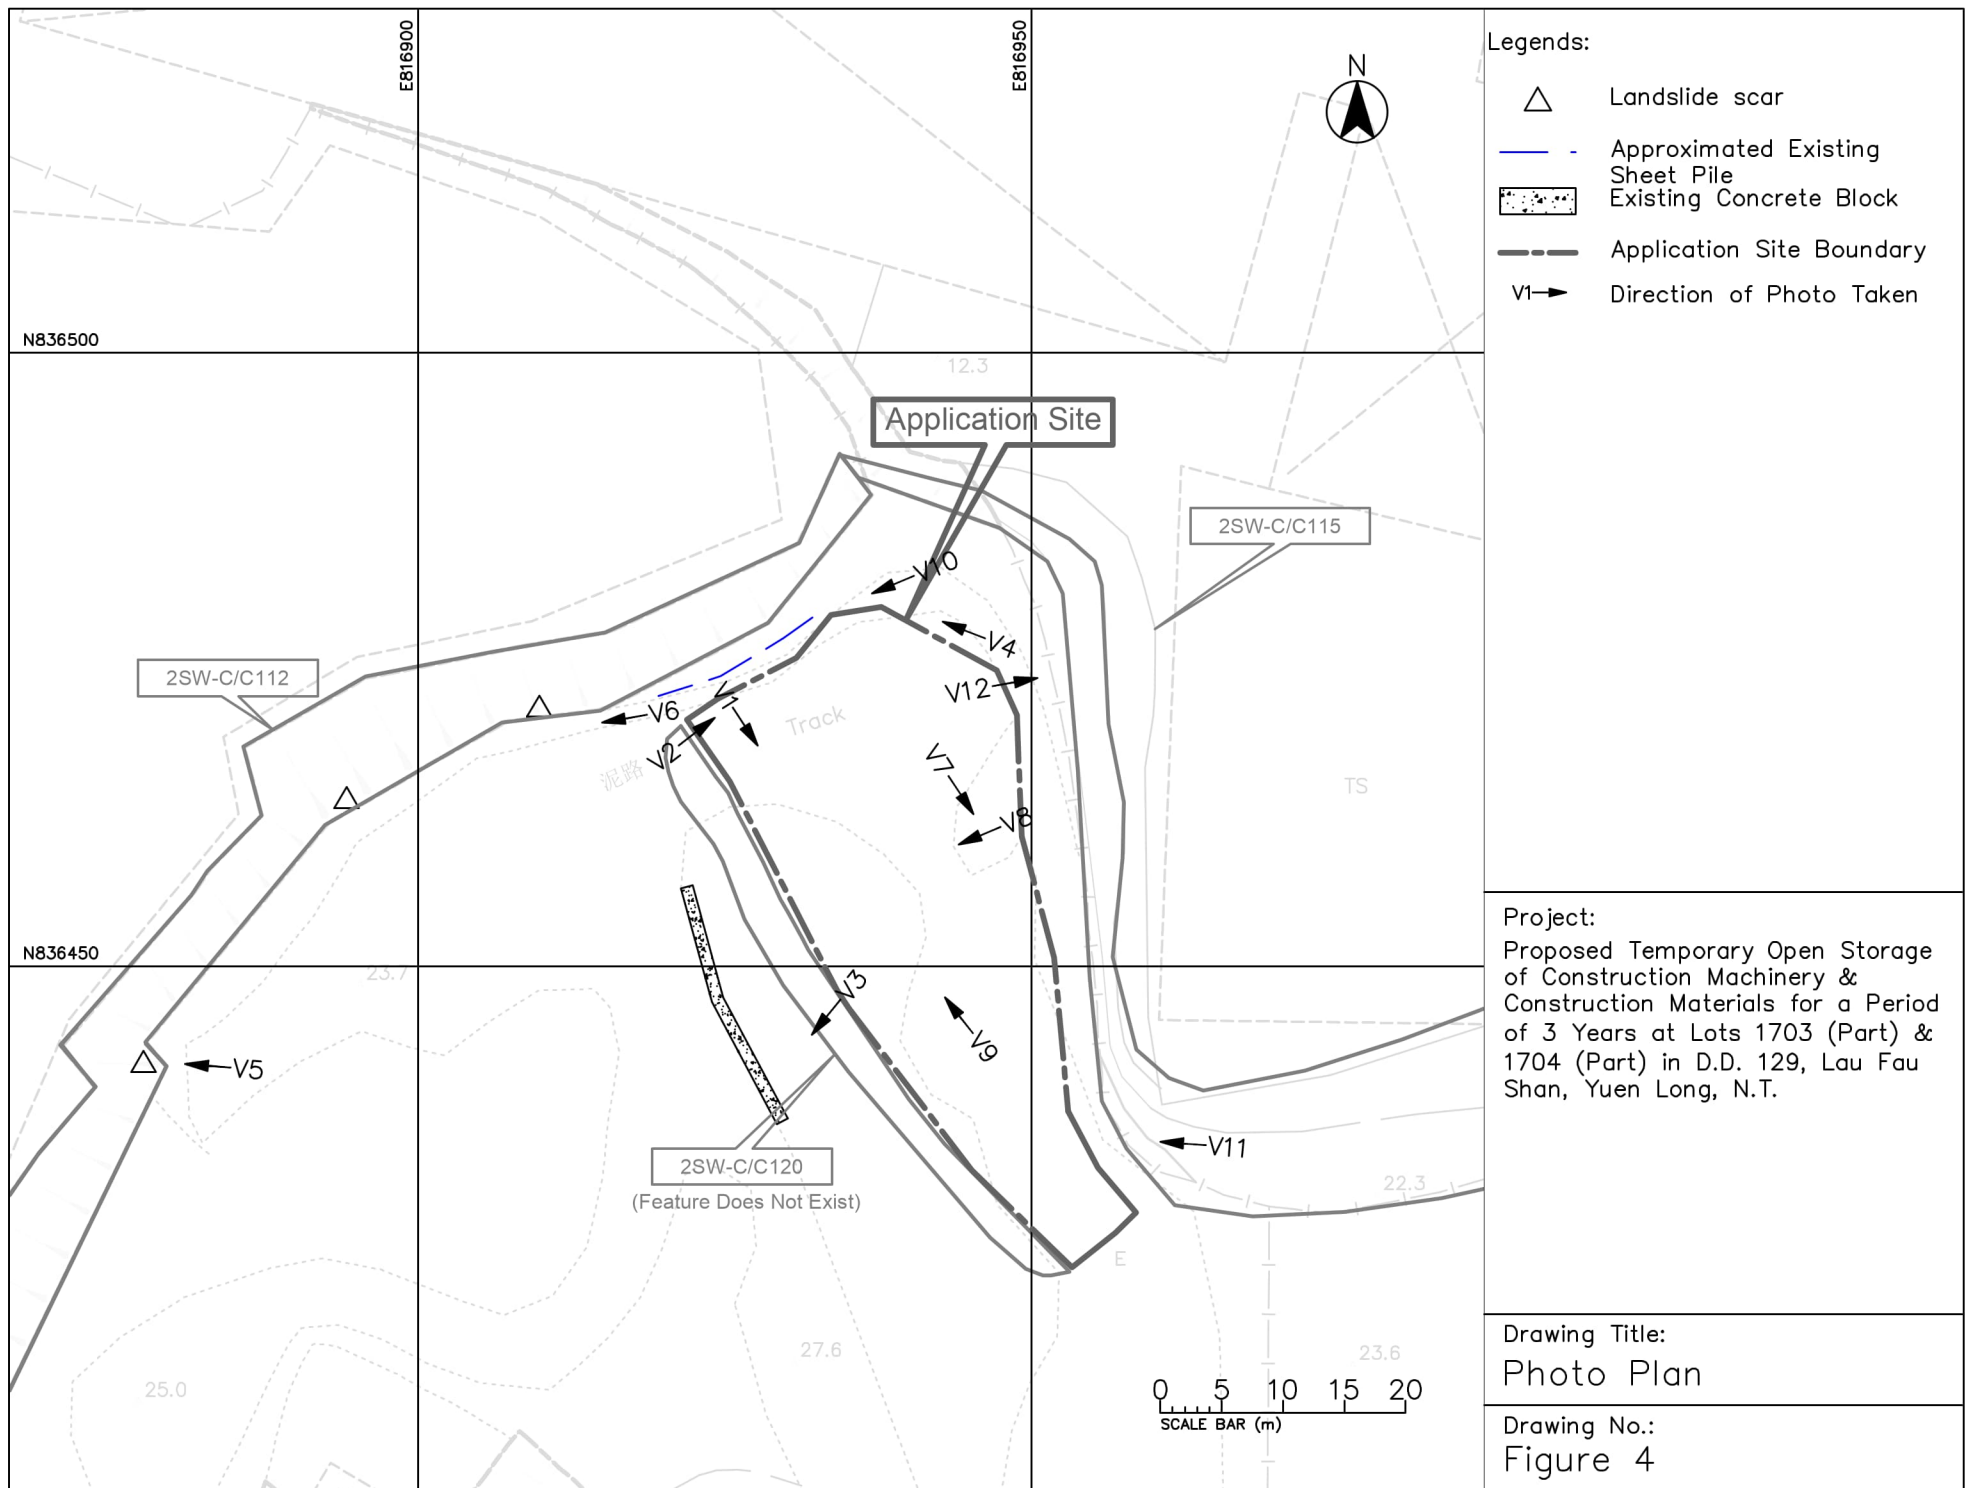 E816900
E816950
N
N836500
12.3
Application Site
2SW-C/C115
V10
V4
2SW-C/C112
V12
V6
V1
Track
V2
泥路
V7
TS
V8
N836450
23.7
V3
V9
V5
V11
2SW-C/C120
(Feature Does Not Exist)
22.3
E
27.6
23.6
25.0
0 5 10 15 20
SCALE BAR (m)
Legends:
Landslide scar
Approximated Existing
Sheet Pile
Existing Concrete Block
Application Site Boundary
V1
Direction of Photo Taken
Project:
Proposed Temporary Open Storage
of Construction Machinery &
Construction Materials for a Period
of 3 Years at Lots 1703 (Part) &
1704 (Part) in D.D. 129, Lau Fau
Shan, Yuen Long, N.T.
Drawing Title:
Photo Plan
Drawing No.:
Figure 4